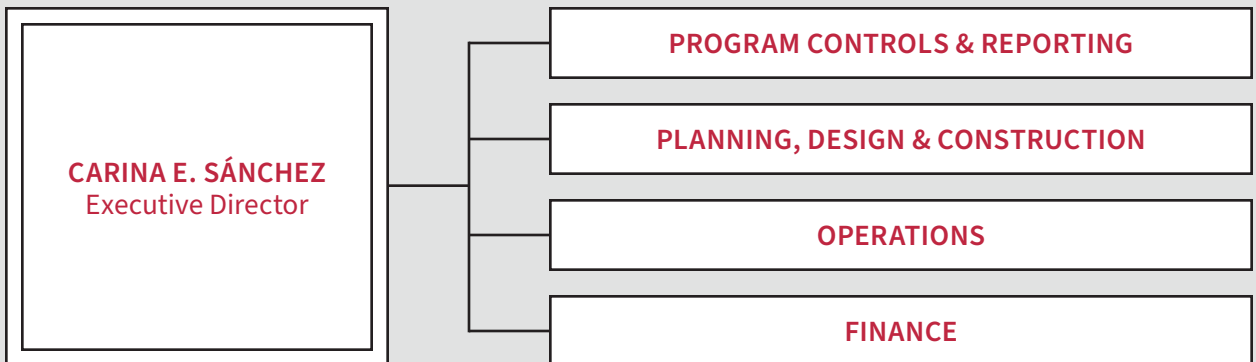 CARINA E. SÁNCHEZ
Executive Director
PROGRAM CONTROLS & REPORTING
PLANNING, DESIGN & CONSTRUCTION
OPERATIONS
FINANCE